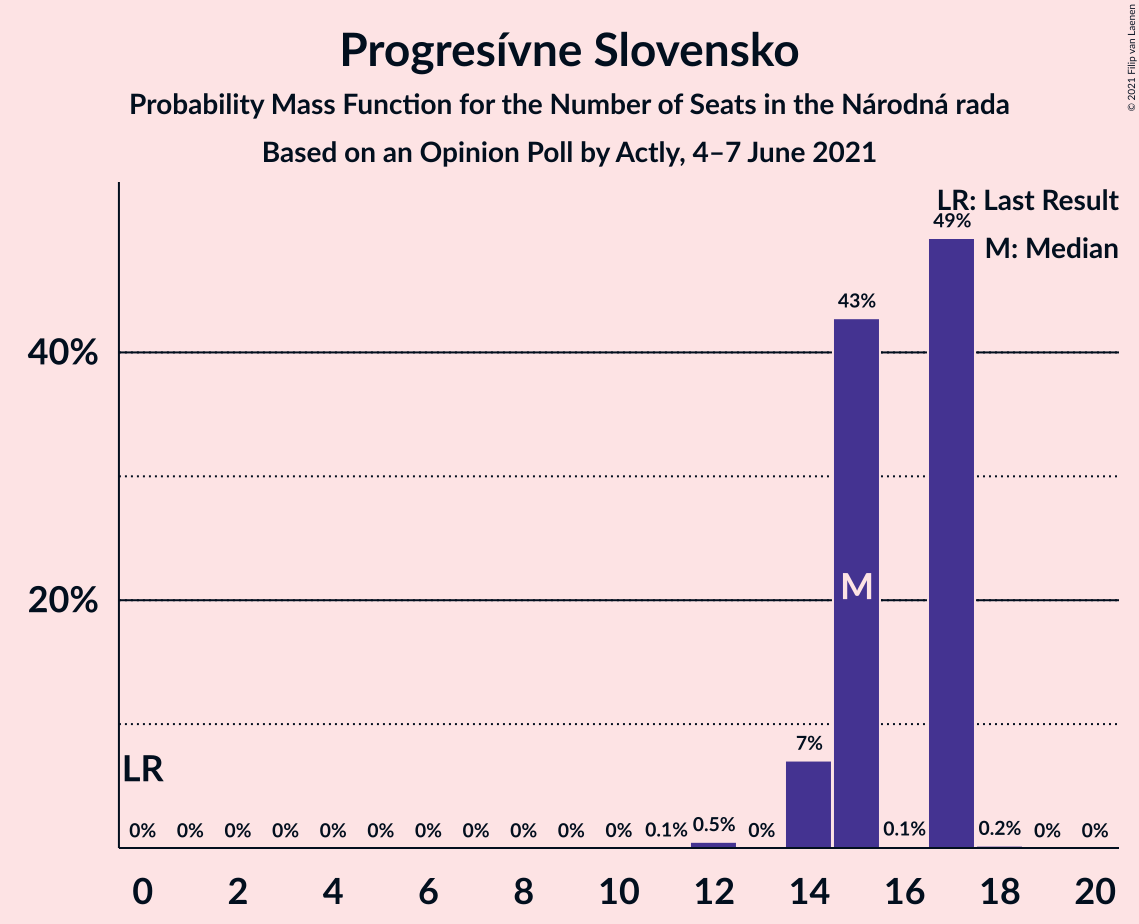 Progresívne Slovensko
Probability Mass Function for the Number of Seats in the Národná rada
Based on an Opinion Poll by Actly, 4–7 June 2021
© 2021 Filip van Laenen
LR: Last Result
M: Median
40%
20%
LR
M
0% 0% 0% 0% 0% 0% 0% 0% 0% 0% 0% 0.1% 0.5% 0% 7% 43% 0.1% 49% 0.2% 0% 0%
0 2 4 6 8 10 12 14 16 18 20